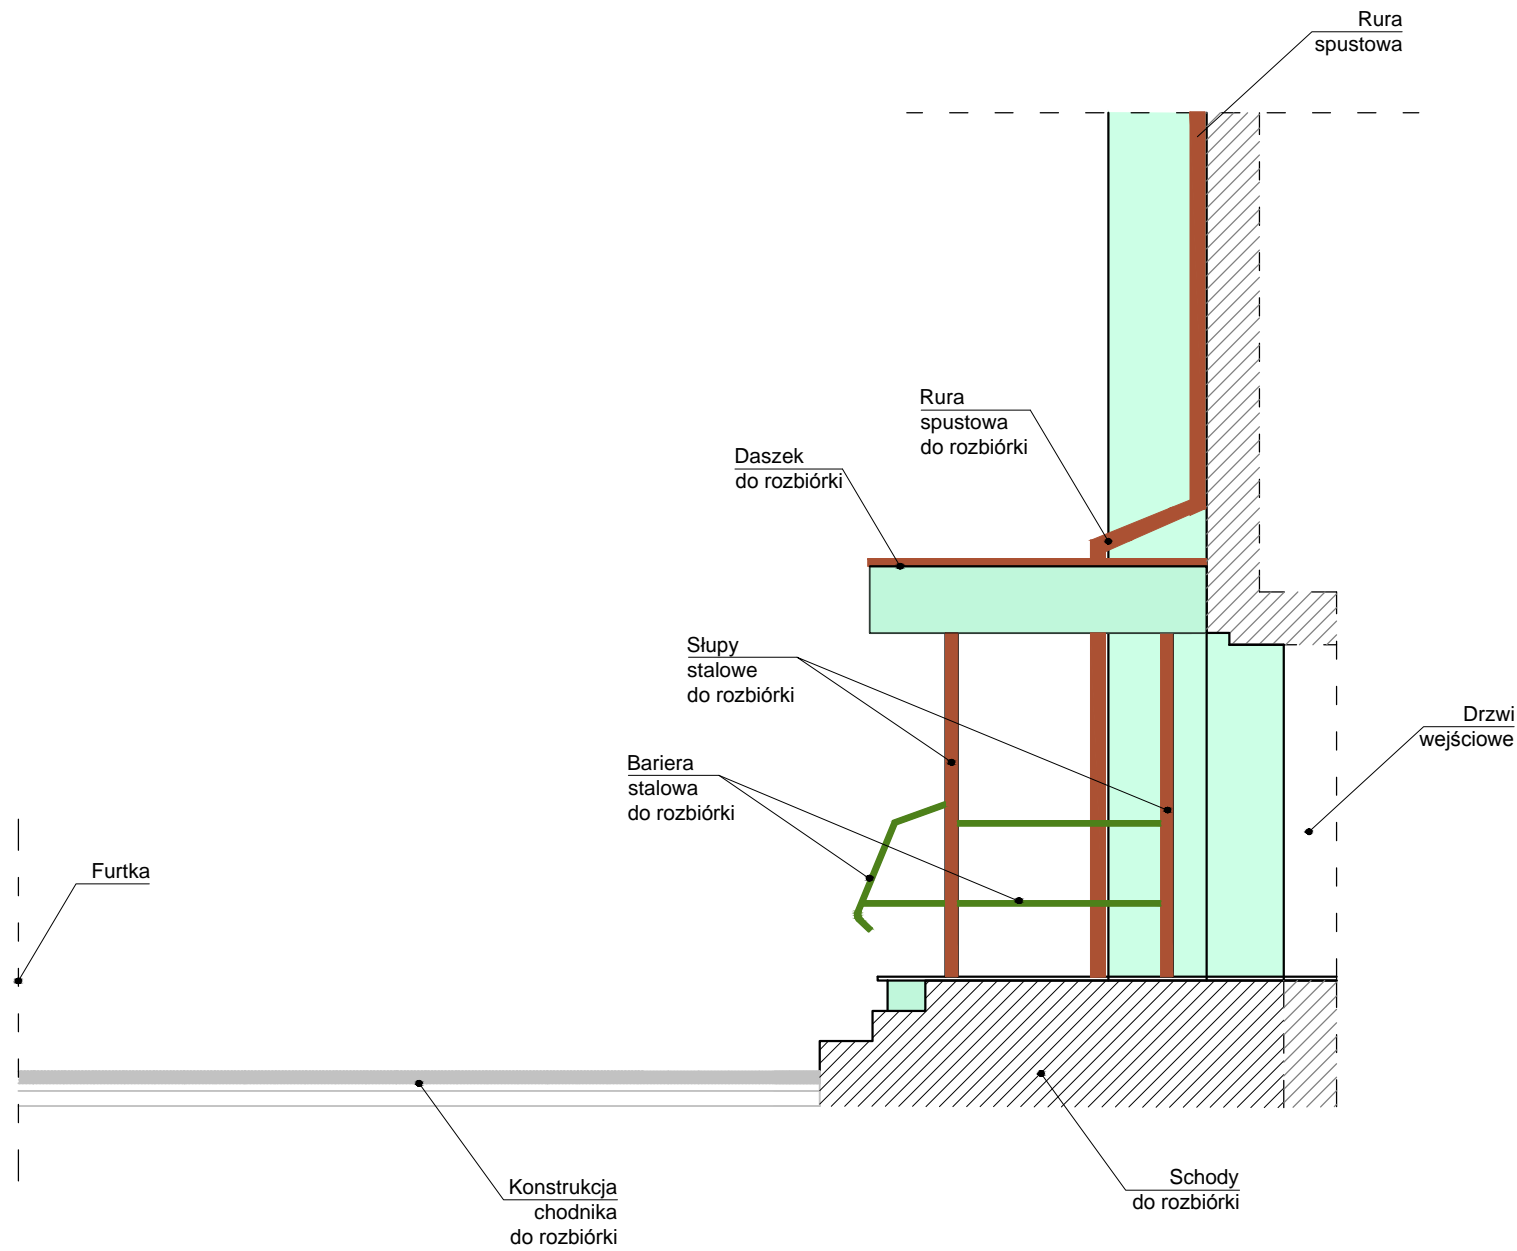 Rura
spustowa
Rura
spustowa
do rozbiórki
Daszek
do rozbiórki
Słupy
stalowe
do rozbiórki
Drzwi
wejściowe
Bariera
stalowa
do rozbiórki
Furtka
Konstrukcja
chodnika
do rozbiórki
Schody
do rozbiórki